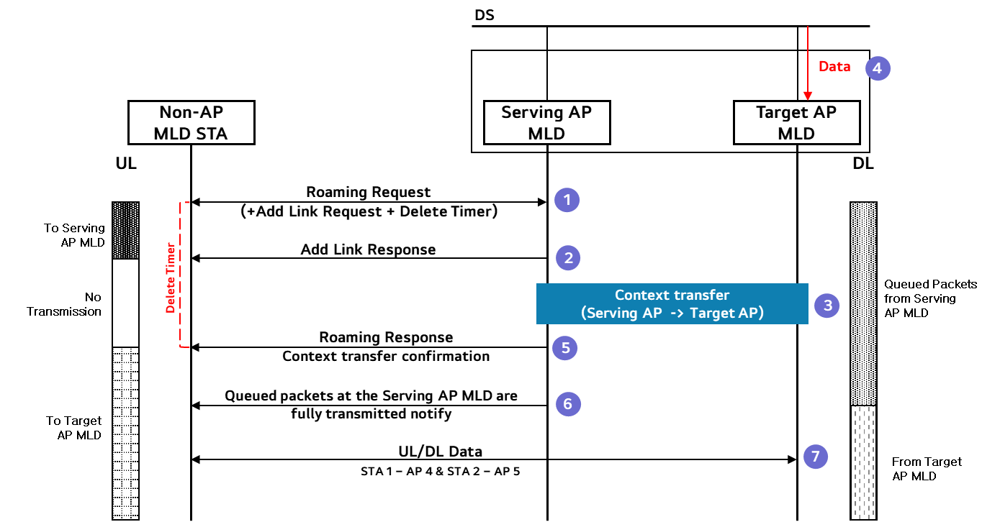 DS
Data
4
Non-AP
MLD STA
Serving AP
MLD
Target AP
MLD
UL
DL
Roaming Request
(+Add Link Request + Delete Timer)
1
To Serving
AP MLD
Delete Timer
Add Link Response
2
No
Transmission
Context transfer
(Serving AP -> Target AP)
3
Queued Packets
from Serving
AP MLD
Roaming Response
Context transfer confirmation
5
Queued packets at the Serving AP MLD are
fully transmitted notify
6
To Target
AP MLD
UL/DL Data
STA 1 – AP 4 & STA 2 – AP 5
7
From Target
AP MLD